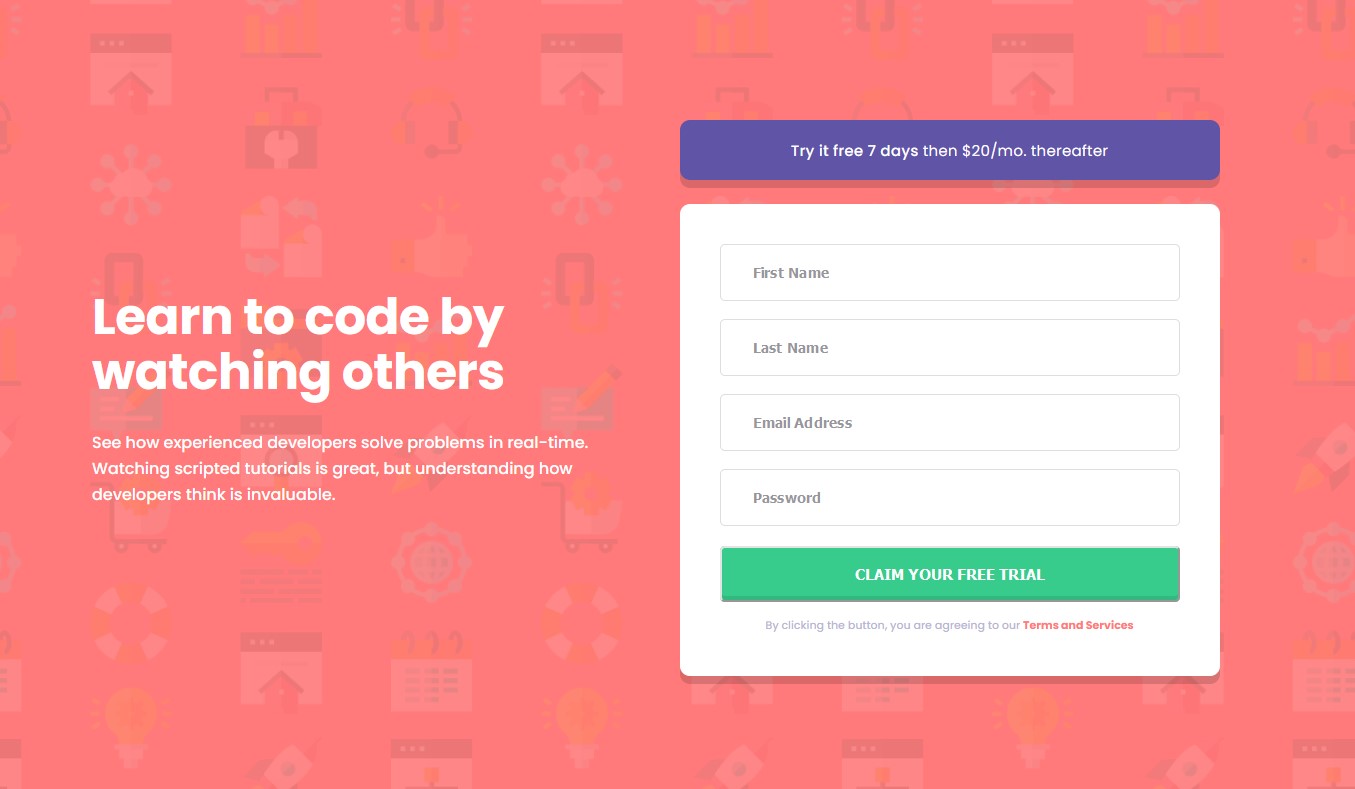 Learn to code by
watching others
See how experienced developers solve problems in real-time.
Watching scripted tutorials is great, but understanding how
developers think is invaluable.
Try it free 7 days then $20/mo. thereafter
First Name
Last Name
Email Address
Password
CLAIM YOUR FREE TRIAL
By clicking the button, you are agreeing to our Terms and Services